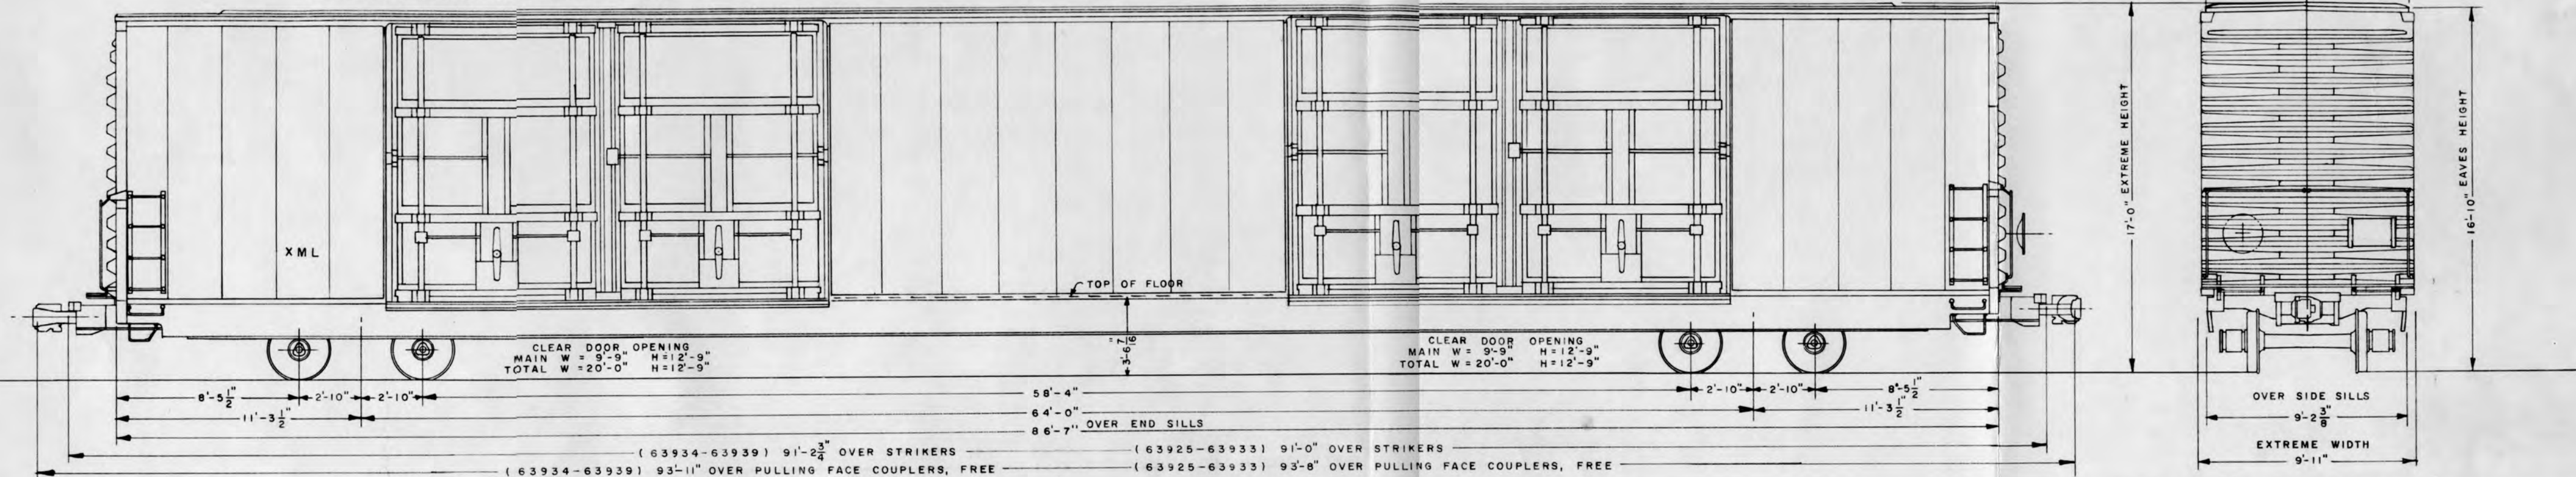 XML
TOP OF FLOOR
17'-0" EXTREME HEIGHT
16'-10" EAVES HEIGHT
CLEAR DOOR OPENING
MAIN W = 9'-9" H=12'-9"
TOTAL W =20'-0" H=12'-9"
3'-6 7/16"
CLEAR DOOR OPENING
MAIN W = 9'-9" H=12'-9"
TOTAL W =20'-0" H=12'-9"
8'-5 1/2" 2'-10" 2'-10" 58'-4" 2'-10" 2'-10" 8'-5 1/2"
11'-3 1/2" 64'-0" 11'-3 1/2"
86'-7" OVER END SILLS
(63934-63939) 91'-2 3/4" OVER STRIKERS (63925-63933) 91'-0" OVER STRIKERS
(63934-63939) 93'-11" OVER PULLING FACE COUPLERS, FREE (63925-63933) 93'-8" OVER PULLING FACE COUPLERS, FREE
OVER SIDE SILLS
9'-2 3/8"
EXTREME WIDTH
9'-11"